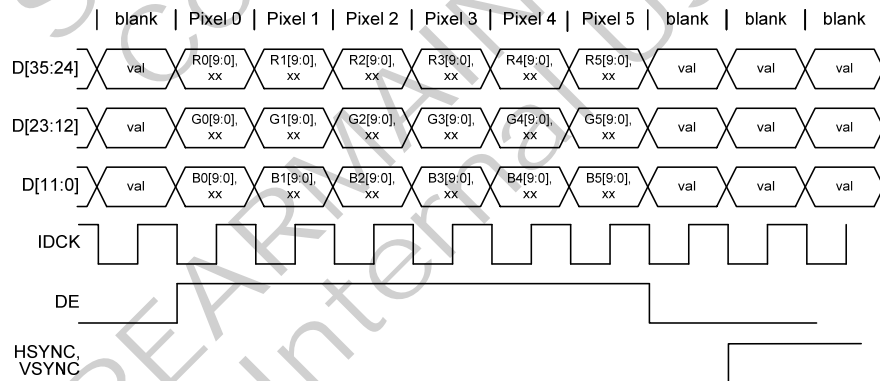 | blank | Pixel 0 | Pixel 1 | Pixel 2 | Pixel 3 | Pixel 4 | Pixel 5 | blank | blank | blank
D[35:24] val R0[9:0], xx R1[9:0], xx R2[9:0], xx R3[9:0], xx R4[9:0], xx R5[9:0], xx val val val
D[23:12] val G0[9:0], xx G1[9:0], xx G2[9:0], xx G3[9:0], xx G4[9:0], xx G5[9:0], xx val val val
D[11:0] val B0[9:0], xx B1[9:0], xx B2[9:0], xx B3[9:0], xx B4[9:0], xx B5[9:0], xx val val val
IDCK
DE
HSYNC,
VSYNC
EARMAIN
Internal